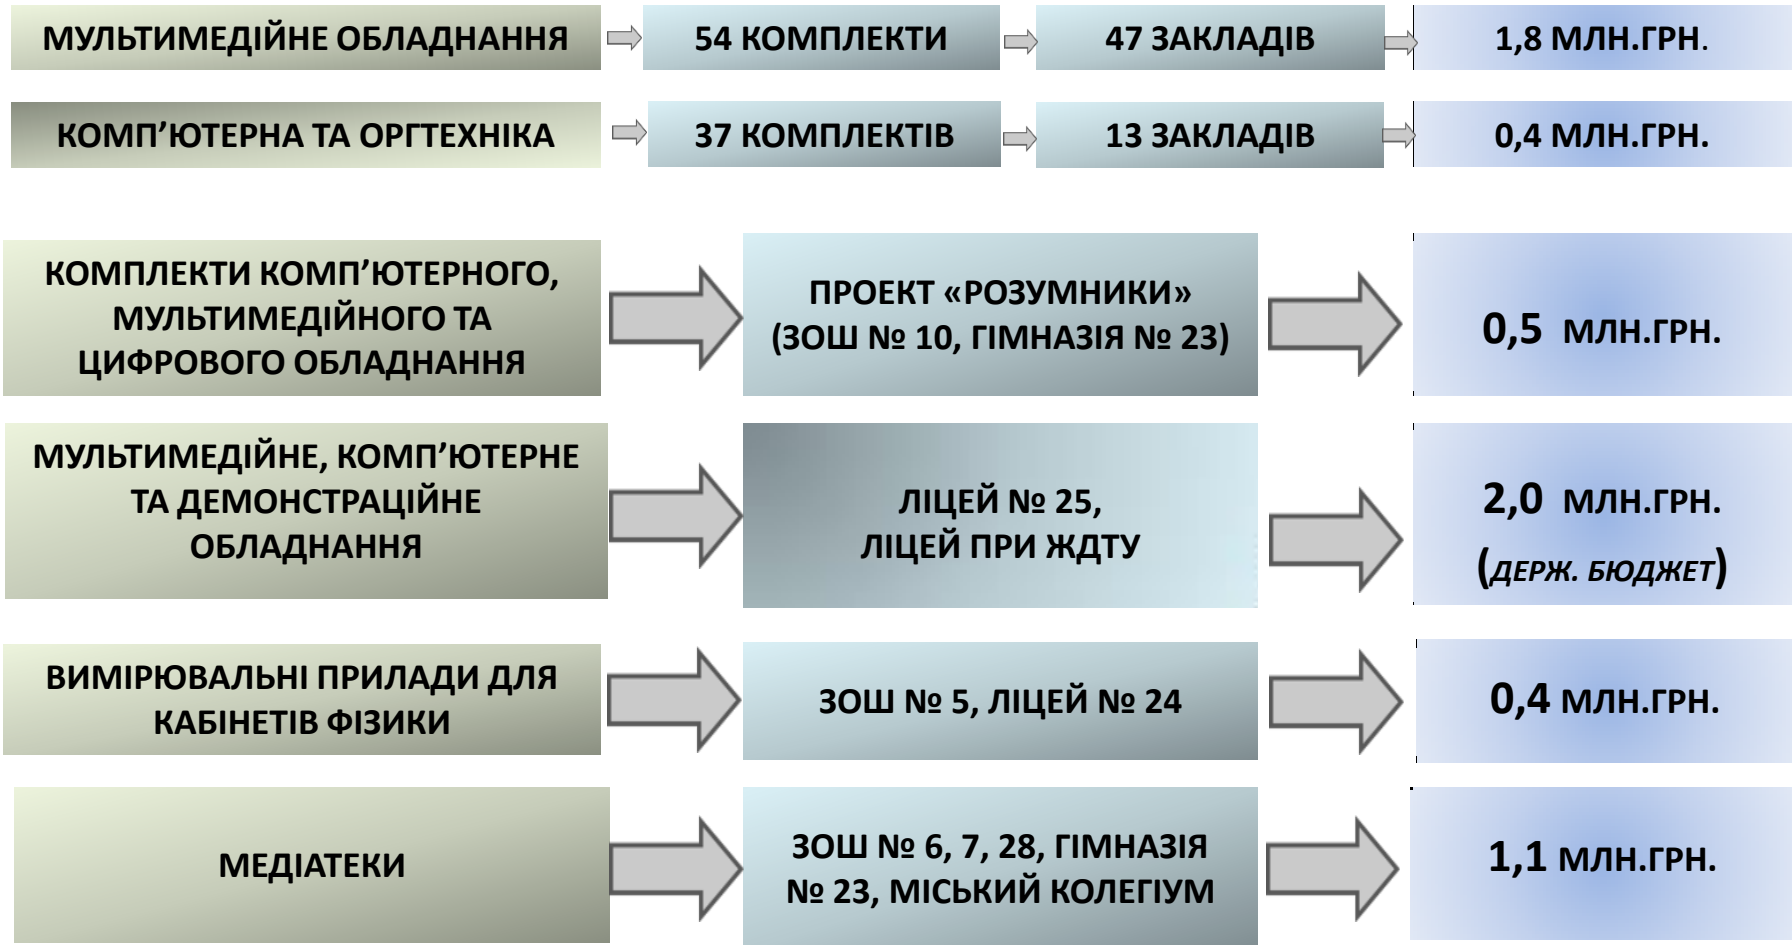 МУЛЬТИМЕДІЙНЕ ОБЛАДНАННЯ
54 КОМПЛЕКТИ
47 ЗАКЛАДІВ
1,8 МЛН.ГРН.
КОМП’ЮТЕРНА ТА ОРГТЕХНІКА
37 КОМПЛЕКТІВ
13 ЗАКЛАДІВ
0,4 МЛН.ГРН.
КОМПЛЕКТИ КОМП’ЮТЕРНОГО,
МУЛЬТИМЕДІЙНОГО ТА
ЦИФРОВОГО ОБЛАДНАННЯ
ПРОЕКТ «РОЗУМНИКИ»
(ЗОШ № 10, ГІМНАЗІЯ № 23)
0,5 МЛН.ГРН.
МУЛЬТИМЕДІЙНЕ, КОМП’ЮТЕРНЕ
ТА ДЕМОНСТРАЦІЙНЕ
ОБЛАДНАННЯ
ЛІЦЕЙ № 25,
ЛІЦЕЙ ПРИ ЖДТУ
2,0 МЛН.ГРН.
(ДЕРЖ. БЮДЖЕТ)
ВИМІРЮВАЛЬНІ ПРИЛАДИ ДЛЯ
КАБІНЕТІВ ФІЗИКИ
ЗОШ № 5, ЛІЦЕЙ № 24
0,4 МЛН.ГРН.
МЕДІАТЕКИ
ЗОШ № 6, 7, 28, ГІМНАЗІЯ
№ 23, МІСЬКИЙ КОЛЕГІУМ
1,1 МЛН.ГРН.